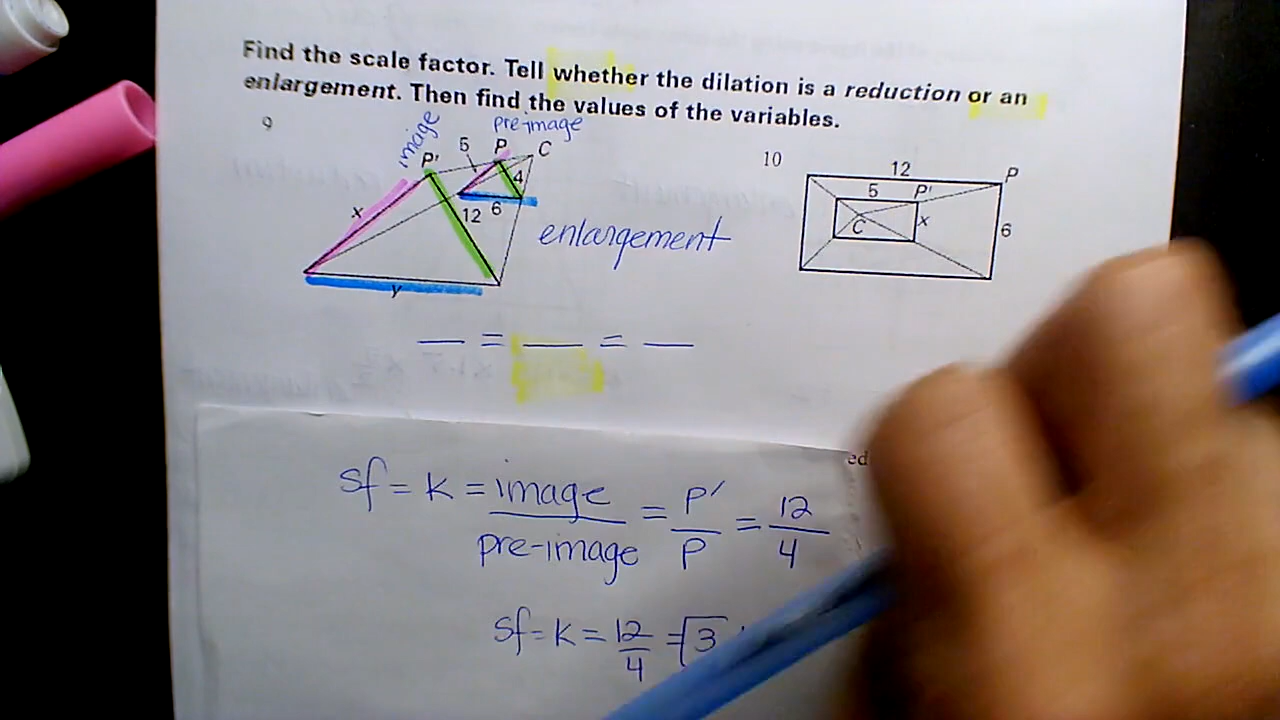 Find the scale factor. Tell whether the dilation is a reduction or an
enlargement. Then find the values of the variables.
9
image
pre-image
P'
5
P
C
4
x
12
6
y
enlargement
10
12
P
5
P'
C
x
6
— = — = —
ed
sf = K = image / pre-image = P' / P = 12 / 4
sf = K = 12 / 4 = 3